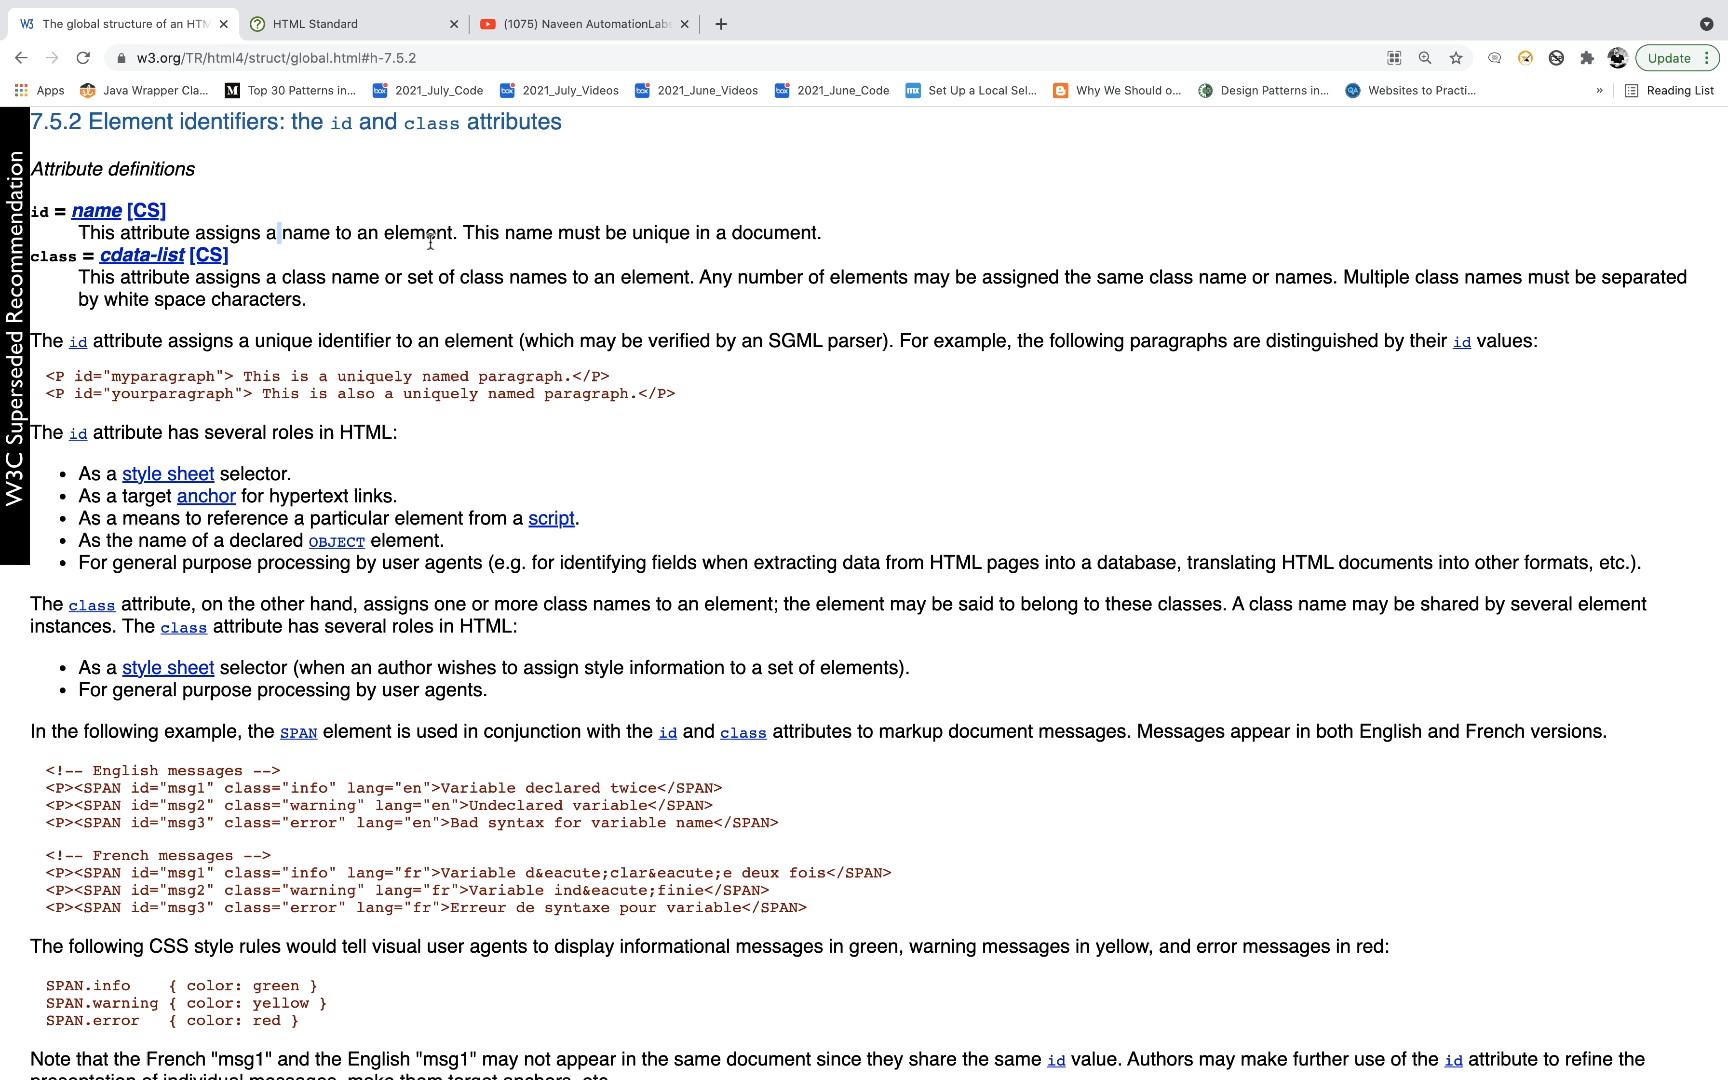 The global structure of an HTM
HTML Standard
(1075) Naveen AutomationLabs
w3.org/TR/html4/struct/global.html#h-7.5.2
Update
Apps
Java Wrapper Cla...
Top 30 Patterns in...
2021_July_Code
2021_July_Videos
2021_June_Videos
2021_June_Code
Set Up a Local Sel...
Why We Should o...
Design Patterns in...
Websites to Practi...
»
Reading List
W3C Superseded Recommendation
7.5.2 Element identifiers: the id and class attributes
Attribute definitions
id = name [CS]
This attribute assigns a name to an element. This name must be unique in a document.
class = cdata-list [CS]
This attribute assigns a class name or set of class names to an element. Any number of elements may be assigned the same class name or names. Multiple class names must be separated
by white space characters.
The id attribute assigns a unique identifier to an element (which may be verified by an SGML parser). For example, the following paragraphs are distinguished by their id values:
<P id="myparagraph"> This is a uniquely named paragraph.</P>
<P id="yourparagraph"> This is also a uniquely named paragraph.</P>
The id attribute has several roles in HTML:
• As a style sheet selector.
• As a target anchor for hypertext links.
• As a means to reference a particular element from a script.
• As the name of a declared OBJECT element.
• For general purpose processing by user agents (e.g. for identifying fields when extracting data from HTML pages into a database, translating HTML documents into other formats, etc.).
The class attribute, on the other hand, assigns one or more class names to an element; the element may be said to belong to these classes. A class name may be shared by several element
instances. The class attribute has several roles in HTML:
• As a style sheet selector (when an author wishes to assign style information to a set of elements).
• For general purpose processing by user agents.
In the following example, the SPAN element is used in conjunction with the id and class attributes to markup document messages. Messages appear in both English and French versions.
<!-- English messages -->
<P><SPAN id="msg1" class="info" lang="en">Variable declared twice</SPAN>
<P><SPAN id="msg2" class="warning" lang="en">Undeclared variable</SPAN>
<P><SPAN id="msg3" class="error" lang="en">Bad syntax for variable name</SPAN>
<!-- French messages -->
<P><SPAN id="msg1" class="info" lang="fr">Variable d&eacute;clar&eacute;e deux fois</SPAN>
<P><SPAN id="msg2" class="warning" lang="fr">Variable ind&eacute;finie</SPAN>
<P><SPAN id="msg3" class="error" lang="fr">Erreur de syntaxe pour variable</SPAN>
The following CSS style rules would tell visual user agents to display informational messages in green, warning messages in yellow, and error messages in red:
SPAN.info { color: green }
SPAN.warning { color: yellow }
SPAN.error { color: red }
Note that the French "msg1" and the English "msg1" may not appear in the same document since they share the same id value. Authors may make further use of the id attribute to refine the
presentation of individual messages, make them target anchors, etc.